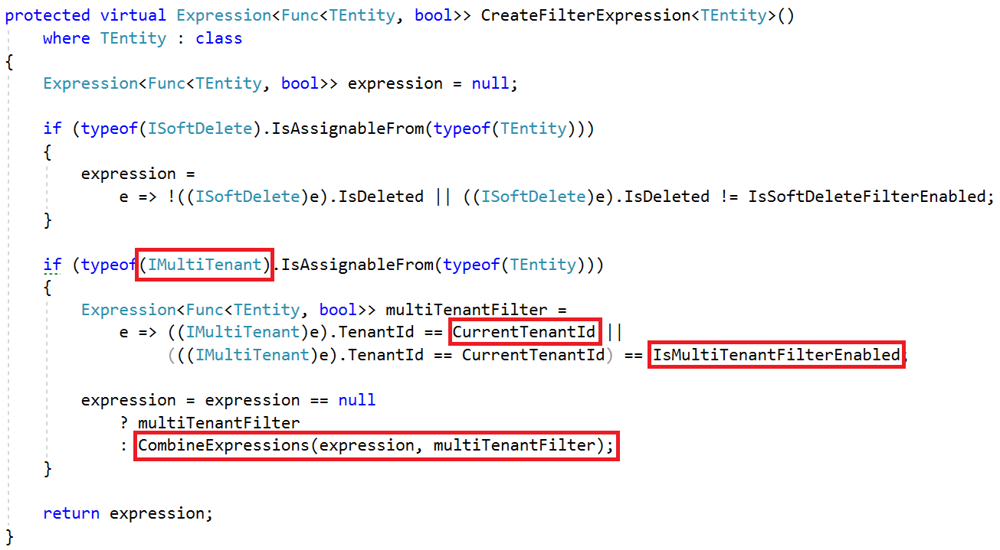 protected virtual Expression<Func<TEntity, bool>> CreateFilterExpression<TEntity>()
    where TEntity : class
{
    Expression<Func<TEntity, bool>> expression = null;

    if (typeof(ISoftDelete).IsAssignableFrom(typeof(TEntity)))
    {
        expression =
            e => !((ISoftDelete)e).IsDeleted || ((ISoftDelete)e).IsDeleted != IsSoftDeleteFilterEnabled;
    }

    if (typeof(IMultiTenant).IsAssignableFrom(typeof(TEntity)))
    {
        Expression<Func<TEntity, bool>> multiTenantFilter =
            e => ((IMultiTenant)e).TenantId == CurrentTenantId ||
                 (((IMultiTenant)e).TenantId == CurrentTenantId) == IsMultiTenantFilterEnabled;

        expression = expression == null
            ? multiTenantFilter
            : CombineExpressions(expression, multiTenantFilter);
    }

    return expression;
}